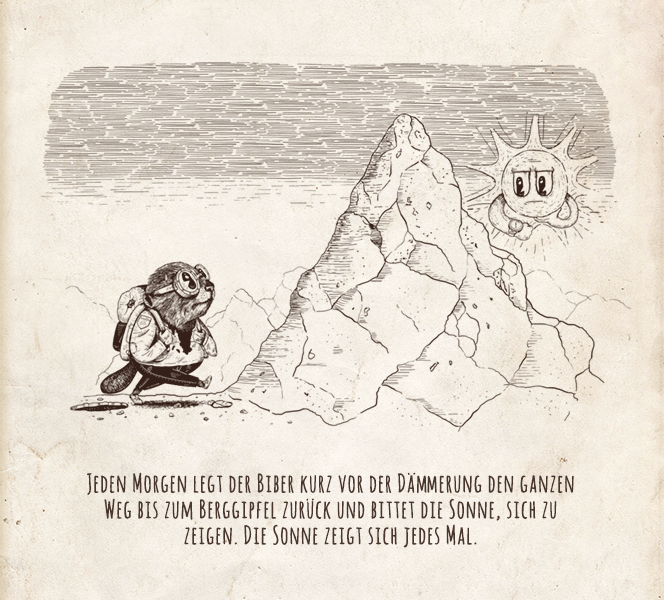 Jeden Morgen legt der Biber kurz vor der Dämmerung den ganzen
Weg bis zum Berggipfel zurück und bittet die Sonne, sich zu
zeigen. Die Sonne zeigt sich jedes Mal.